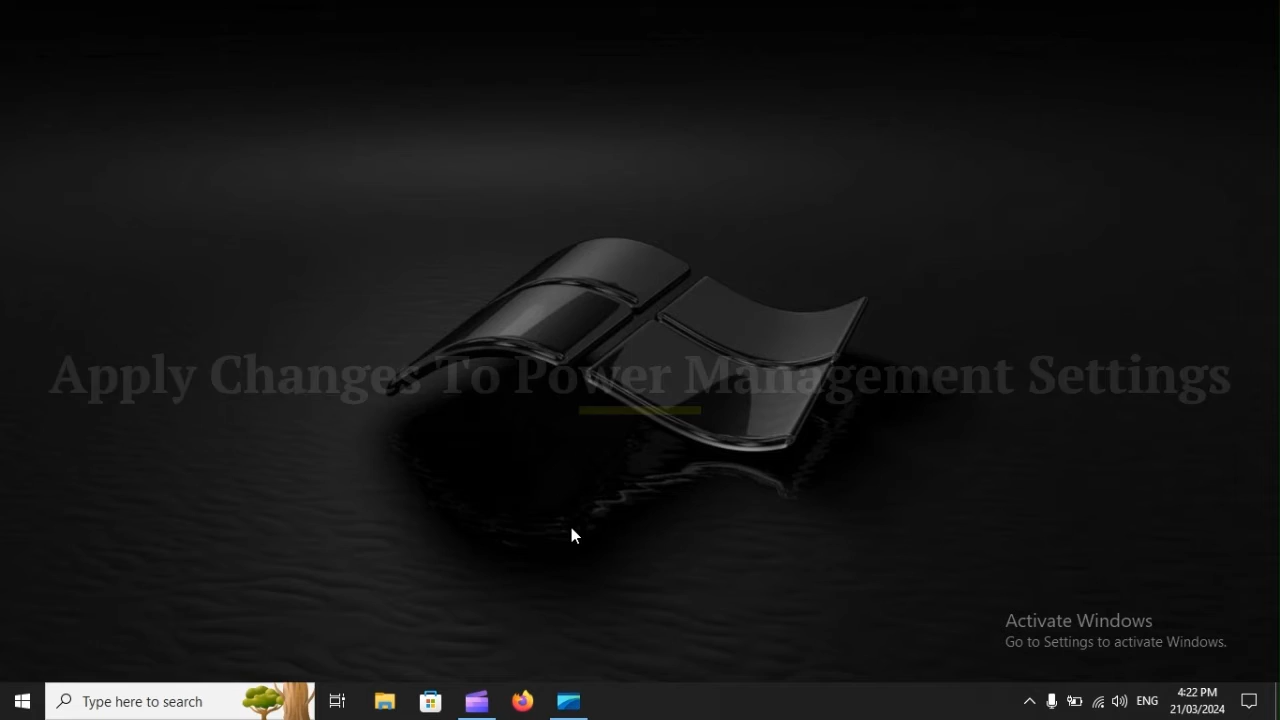 Apply Changes To Power Management Settings
Activate Windows
Go to Settings to activate Windows.
Type here to search
ENG
4:22 PM
21/03/2024